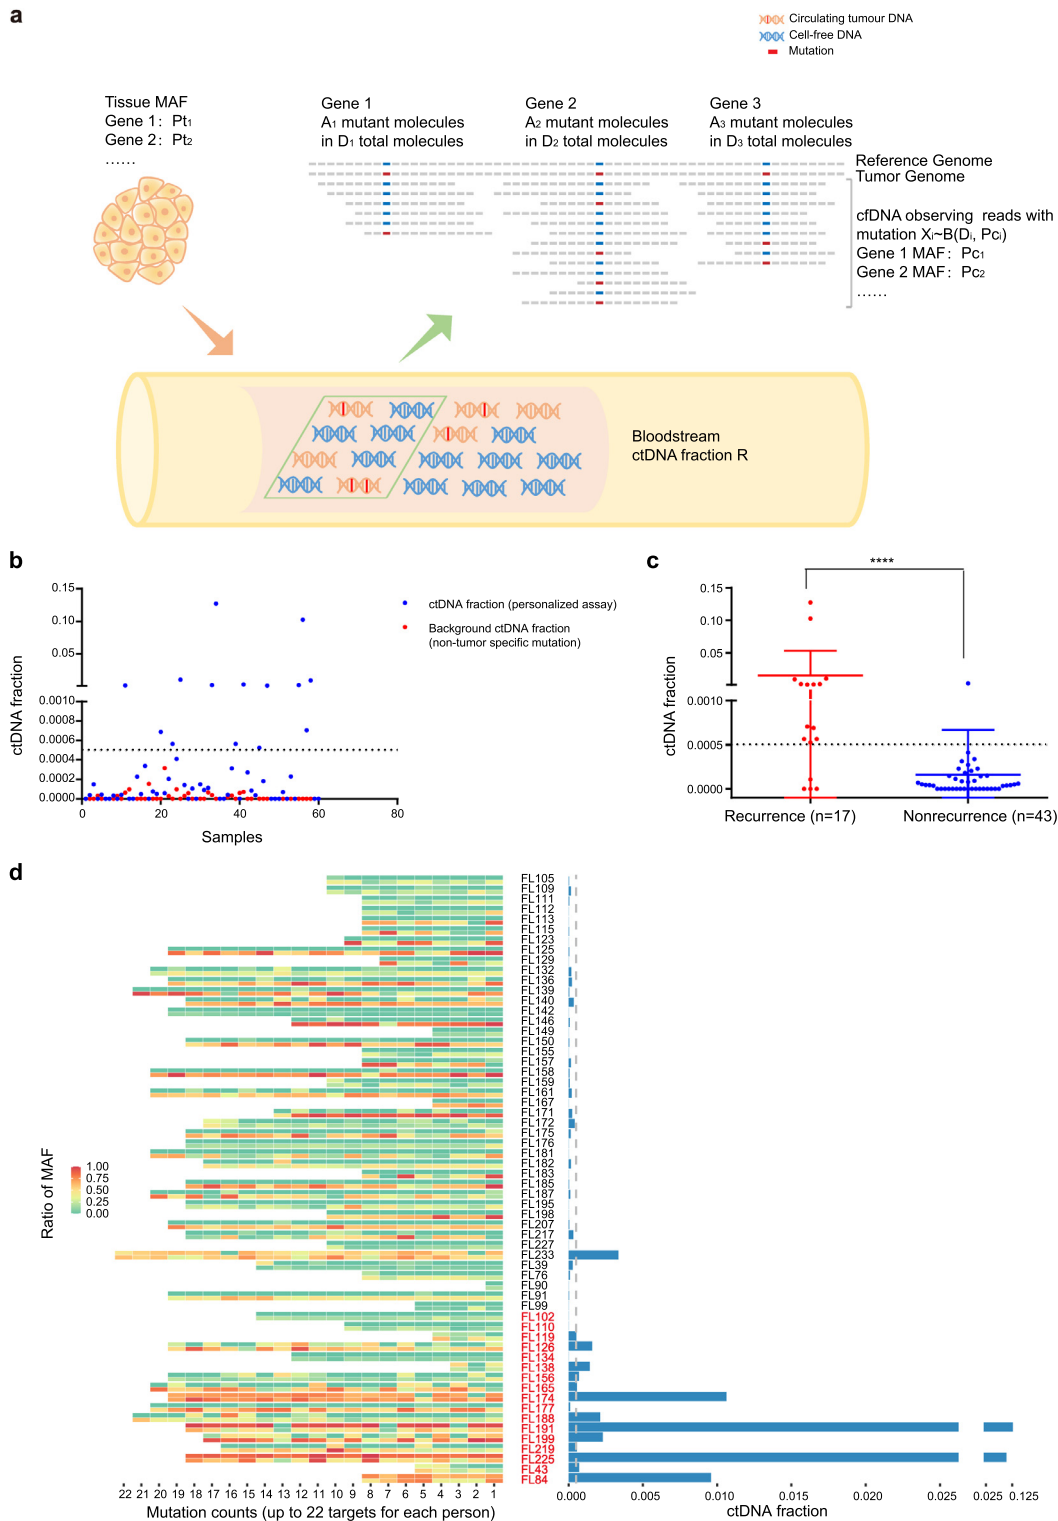 a
Circulating tumour DNA
Cell-free DNA
Mutation
Tissue MAF
Gene 1: Pt1
Gene 2: Pt2
......
Gene 1
A1 mutant molecules
in D1 total molecules
Gene 2
A2 mutant molecules
in D2 total molecules
Gene 3
A3 mutant molecules
in D3 total molecules
Reference Genome
Tumor Genome
cfDNA observing reads with
mutation Xi~B(Di, Pci)
Gene 1 MAF: Pc1
Gene 2 MAF: Pc2
......
Bloodstream
ctDNA fraction R
b
ctDNA fraction
0.15
0.10
0.05
0.0010
0.0008
0.0006
0.0004
0.0002
0.0000
0 20 40 60 80
Samples
ctDNA fraction (personalized assay)
Background ctDNA fraction
(non-tumor specific mutation)
c
****
ctDNA fraction
0.15
0.10
0.05
0.0010
0.0005
0.0000
Recurrence (n=17) Nonrecurrence (n=43)
d
Ratio of MAF
1.00
0.75
0.50
0.25
0.00
FL105
FL109
FL111
FL112
FL113
FL115
FL123
FL125
FL129
FL132
FL136
FL139
FL140
FL142
FL146
FL149
FL150
FL155
FL157
FL158
FL159
FL161
FL167
FL171
FL172
FL175
FL176
FL181
FL182
FL183
FL185
FL187
FL195
FL198
FL207
FL217
FL227
FL233
FL39
FL76
FL90
FL91
FL99
FL102
FL110
FL119
FL126
FL134
FL138
FL156
FL165
FL174
FL177
FL188
FL191
FL199
FL219
FL225
FL43
FL84
22 21 20 19 18 17 16 15 14 13 12 11 10 9 8 7 6 5 4 3 2 1
Mutation counts (up to 22 targets for each person)
0.000 0.005 0.010 0.015 0.020 0.025 0.025 0.125
ctDNA fraction